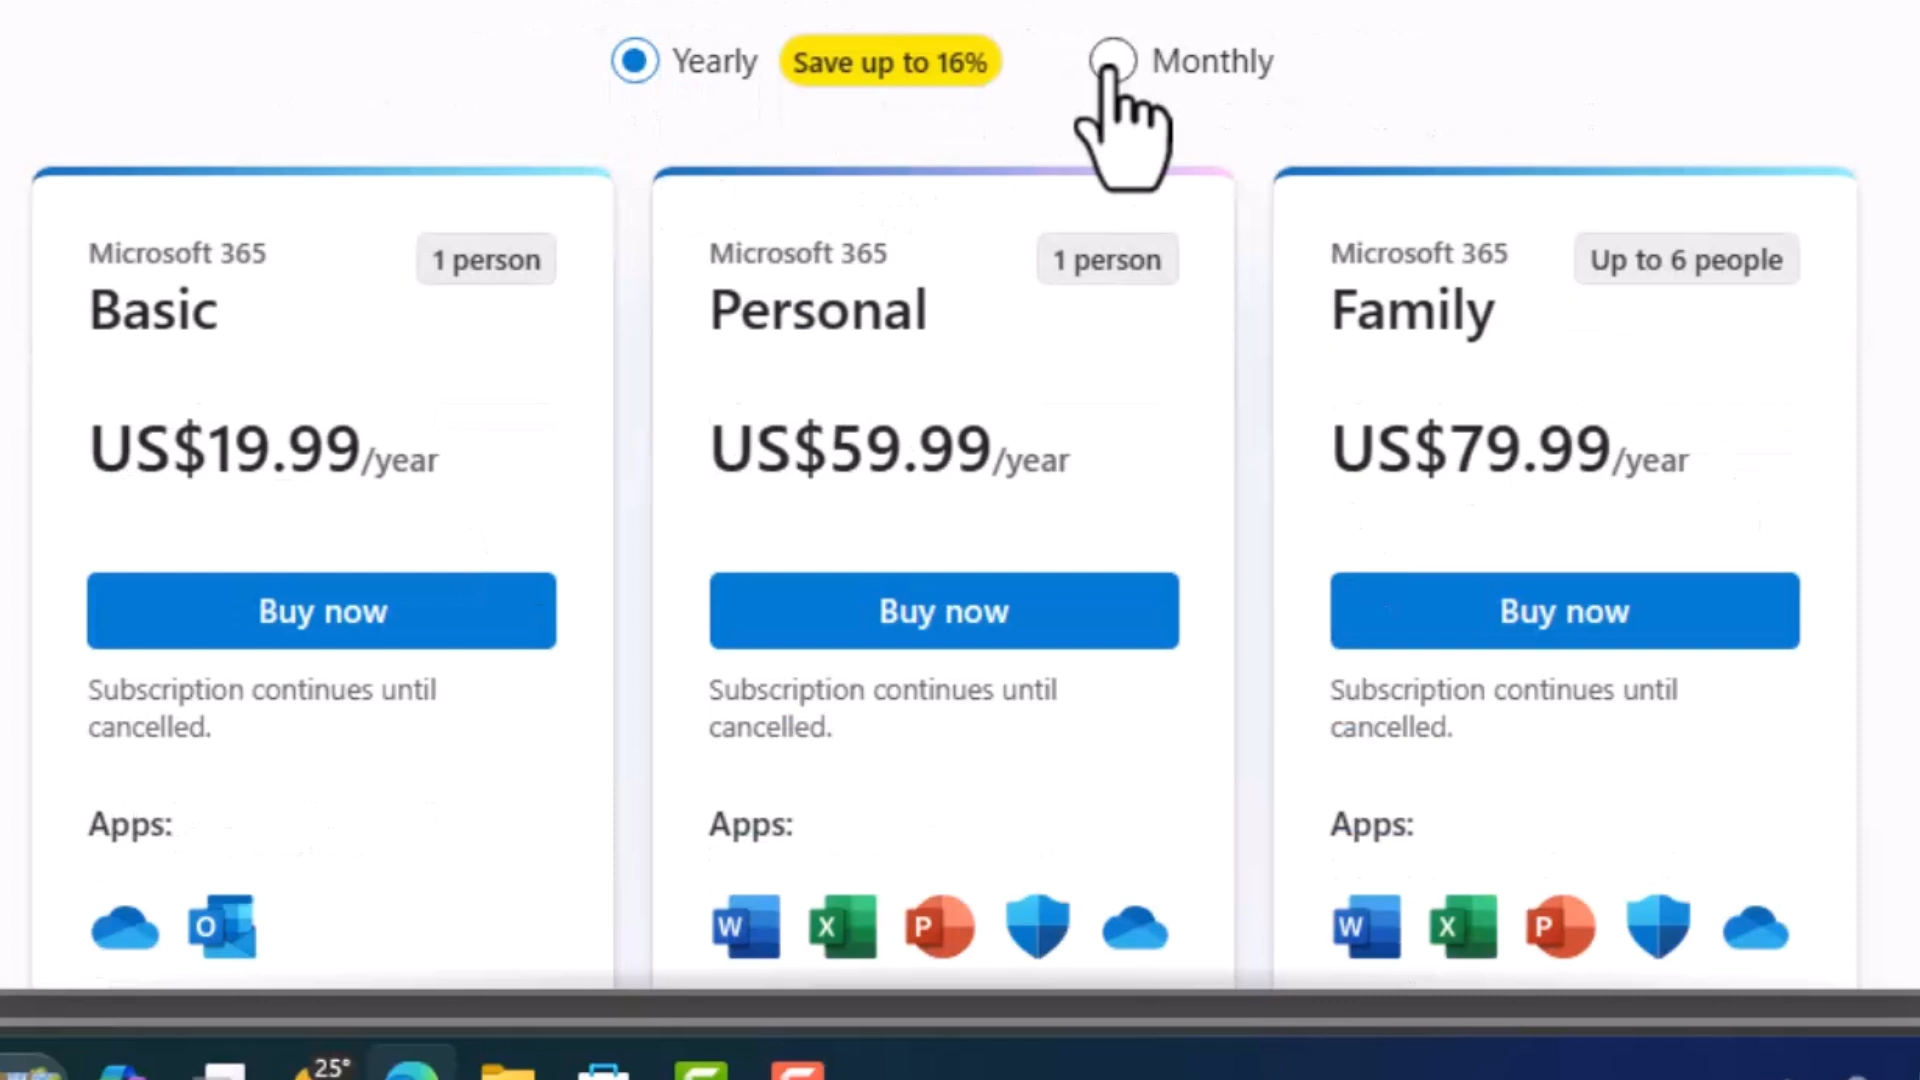 Yearly Save up to 16% Monthly
Microsoft 365 1 person
Basic
US$19.99/year
Buy now
Subscription continues until
cancelled.
Apps:
O
Microsoft 365 1 person
Personal
US$59.99/year
Buy now
Subscription continues until
cancelled.
Apps:
W X P
Microsoft 365 Up to 6 people
Family
US$79.99/year
Buy now
Subscription continues until
cancelled.
Apps:
W X P
25°